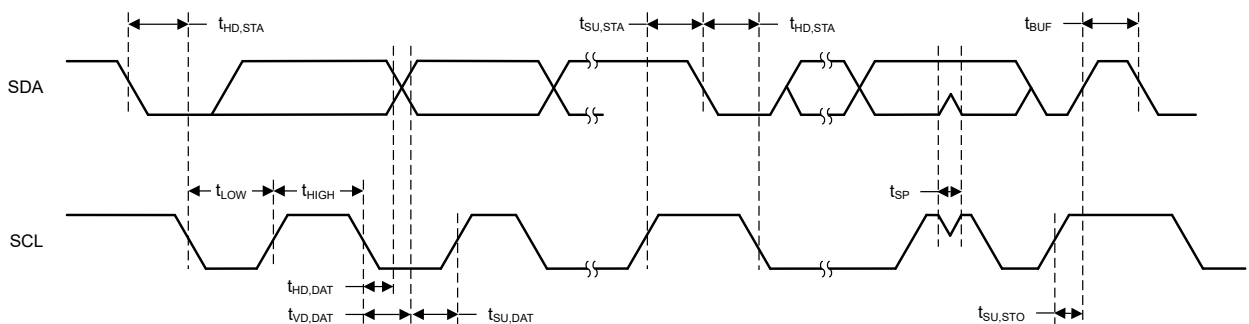 tHD,STA
tSU,STA
tHD,STA
tBUF
SDA
tLOW
tHIGH
tSP
SCL
tHD,DAT
tVD,DAT
tSU,DAT
tSU,STO